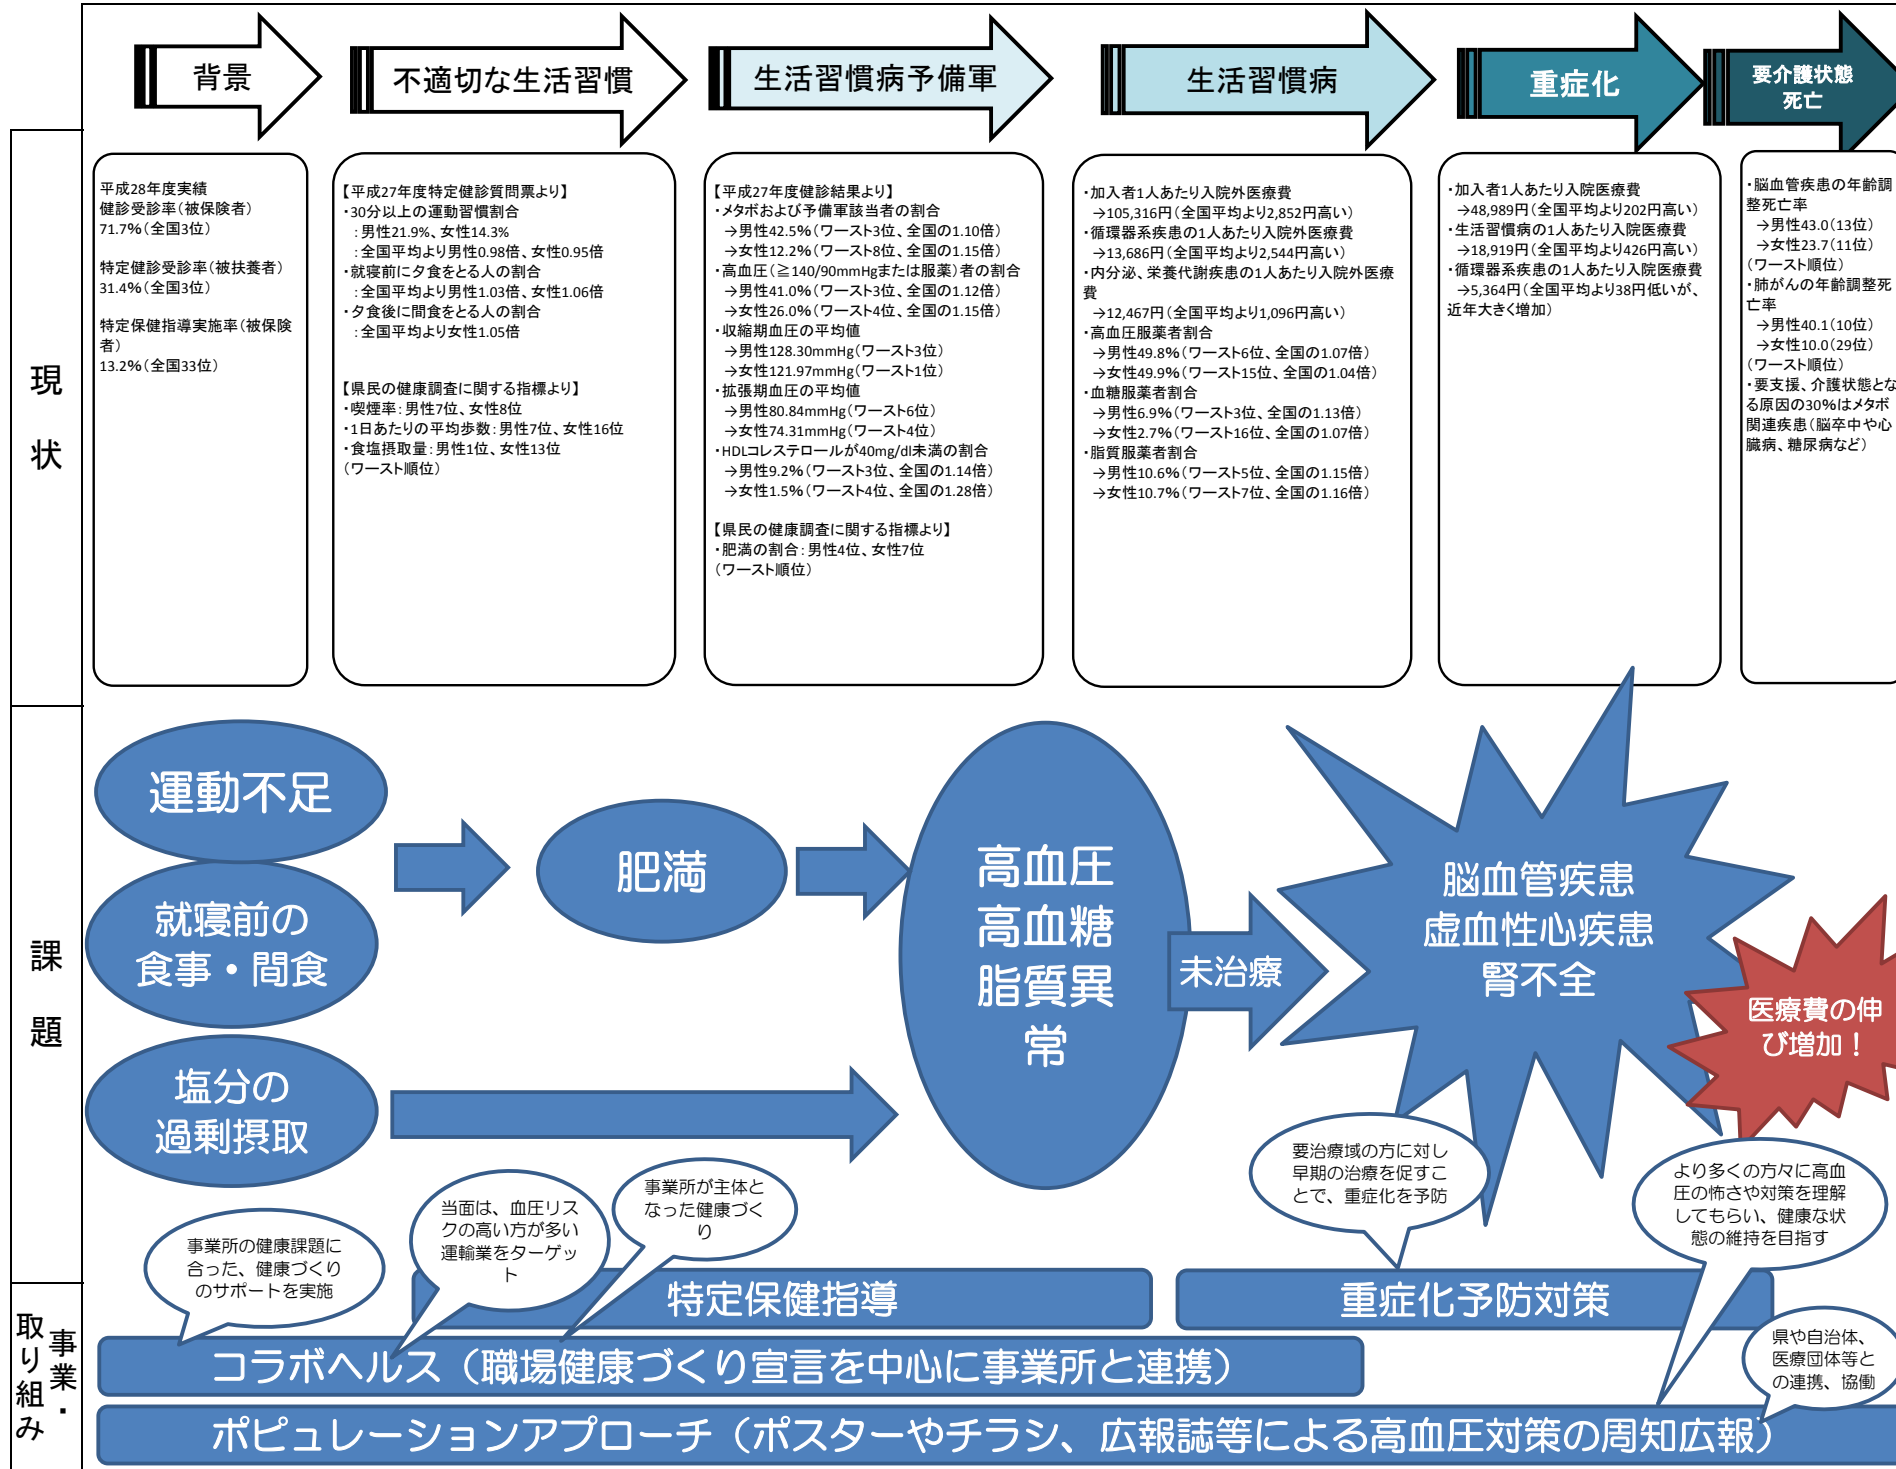 背景
不適切な生活習慣
生活習慣病予備軍
生活習慣病
重症化
要介護状態
死亡
現状
平成28年度実績
健診受診率(被保険者)
71.7%(全国3位)
特定健診受診率(被扶養者)
31.4%(全国3位)
特定保健指導実施率(被保険
者)
13.2%(全国33位)
【平成27年度特定健診質問票より】
・30分以上の運動習慣割合
:男性21.9%、女性14.3%
:全国平均より男性0.98倍、女性0.95倍
・就寝前に夕食をとる人の割合
:全国平均より男性1.03倍、女性1.06倍
・夕食後に間食をとる人の割合
:全国平均より女性1.05倍
【県民の健康調査に関する指標より】
・喫煙率:男性7位、女性8位
・1日あたりの平均歩数:男性7位、女性16位
・食塩摂取量:男性1位、女性13位
(ワースト順位)
【平成27年度健診結果より】
・メタボおよび予備軍該当者の割合
→男性42.5%(ワースト3位、全国の1.10倍)
→女性12.2%(ワースト8位、全国の1.15倍)
・高血圧(≧140/90mmHgまたは服薬)者の割合
→男性41.0%(ワースト3位、全国の1.12倍)
→女性26.0%(ワースト4位、全国の1.15倍)
・収縮期血圧の平均値
→男性128.30mmHg(ワースト3位)
→女性121.97mmHg(ワースト1位)
・拡張期血圧の平均値
→男性80.84mmHg(ワースト6位)
→女性74.31mmHg(ワースト4位)
・HDLコレステロールが40mg/dl未満の割合
→男性9.2%(ワースト3位、全国の1.14倍)
→女性1.5%(ワースト4位、全国の1.28倍)
【県民の健康調査に関する指標より】
・肥満の割合:男性4位、女性7位
(ワースト順位)
・加入者1人あたり入院外医療費
→105,316円(全国平均より2,852円高い)
・循環器系疾患の1人あたり入院外医療費
→13,686円(全国平均より2,544円高い)
・内分泌、栄養代謝疾患の1人あたり入院外医療
費
→12,467円(全国平均より1,096円高い)
・高血圧服薬者割合
→男性49.8%(ワースト6位、全国の1.07倍)
→女性49.9%(ワースト15位、全国の1.04倍)
・血糖服薬者割合
→男性6.9%(ワースト3位、全国の1.13倍)
→女性2.7%(ワースト16位、全国の1.07倍)
・脂質服薬者割合
→男性10.6%(ワースト5位、全国の1.15倍)
→女性10.7%(ワースト7位、全国の1.16倍)
・加入者1人あたり入院医療費
→48,989円(全国平均より202円高い)
・生活習慣病の1人あたり入院医療費
→18,919円(全国平均より426円高い)
・循環器系疾患の1人あたり入院医療費
→5,364円(全国平均より38円低いが、
近年大きく増加)
・脳血管疾患の年齢調
整死亡率
→男性43.0(13位)
→女性23.7(11位)
(ワースト順位)
・肺がんの年齢調整死
亡率
→男性40.1(10位)
→女性10.0(29位)
(ワースト順位)
・要支援、介護状態とな
る原因の30%はメタボ
関連疾患(脳卒中や心
臓病、糖尿病など)
課題
運動不足
就寝前の
食事・間食
塩分の
過剰摂取
肥満
高血圧
高血糖
脂質異
常
未治療
脳血管疾患
虚血性心疾患
腎不全
医療費の伸
び増加!
事業所の健康課題に
合った、健康づくり
のサポートを実施
当面は、血圧リス
クの高い方が多い
運輸業をターゲッ
ト
事業所が主体と
なった健康づく
り
要治療域の方に対し
早期の治療を促すこ
とで、重症化を予防
より多くの方々に高血
圧の怖さや対策を理解
してもらい、健康な状
態の維持を目指す
事業・
取り組み
特定保健指導
重症化予防対策
コラボヘルス(職場健康づくり宣言を中心に事業所と連携)
県や自治体、
医療団体等と
の連携、協働
ポピュレーションアプローチ(ポスターやチラシ、広報誌等による高血圧対策の周知広報)